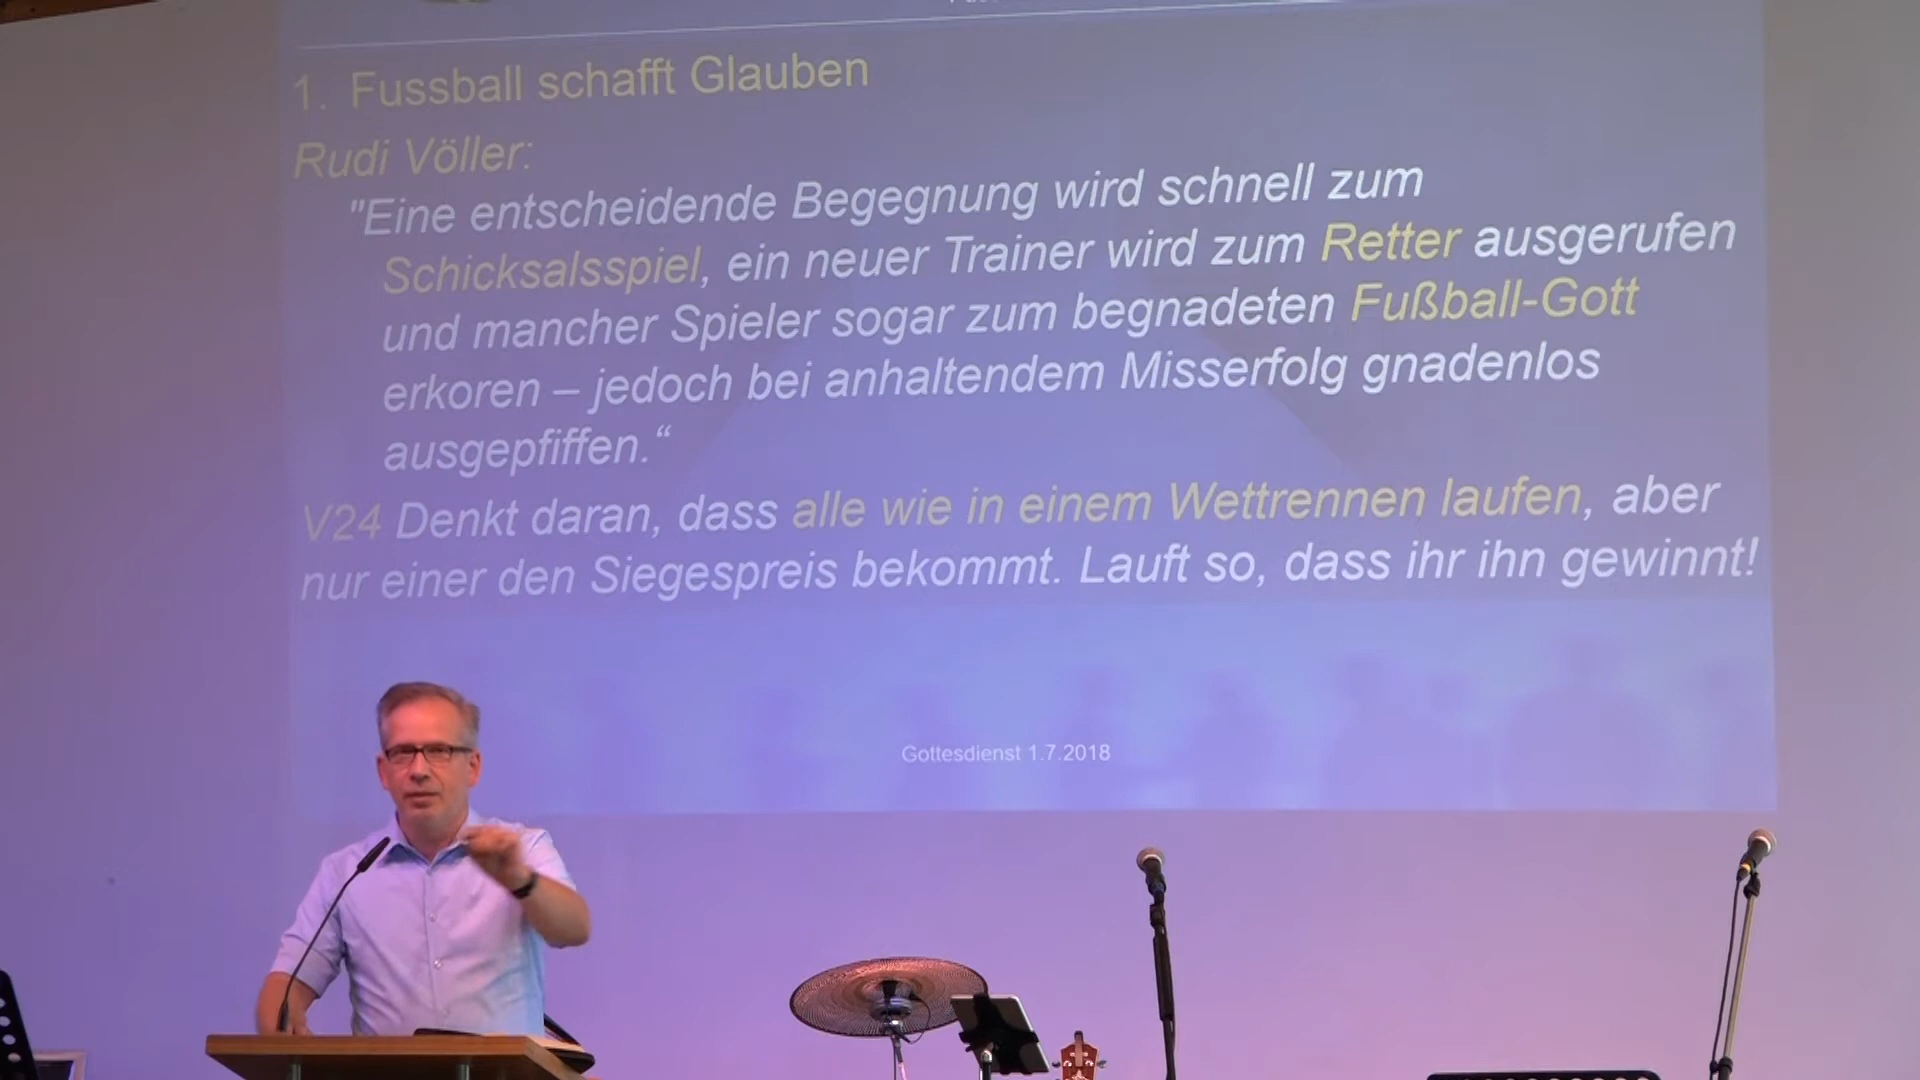 1. Fussball schafft Glauben
Rudi Völler:
"Eine entscheidende Begegnung wird schnell zum
Schicksalsspiel, ein neuer Trainer wird zum Retter ausgerufen
und mancher Spieler sogar zum begnadeten Fußball-Gott
erkoren – jedoch bei anhaltendem Misserfolg gnadenlos
ausgepfiffen.“
V24 Denkt daran, dass alle wie in einem Wettrennen laufen, aber
nur einer den Siegespreis bekommt. Lauft so, dass ihr ihn gewinnt!
Gottesdienst 1.7.2018